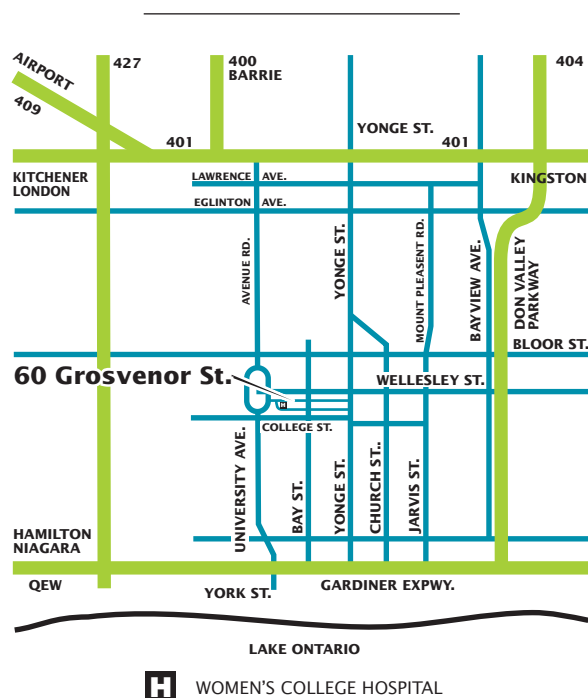 AIRPORT
409
427
400
BARRIE
404
YONGE ST.
401
401
KITCHENER
LONDON
LAWRENCE AVE.
KINGSTON
EGLINTON AVE.
AVENUE RD.
YONGE ST.
MOUNT PLEASENT RD.
BAYVIEW AVE.
DON VALLEY
PARKWAY
BLOOR ST.
60 Grosvenor St.
WELLESLEY ST.
H
COLLEGE ST.
UNIVERSITY AVE.
BAY ST.
YONGE ST.
CHURCH ST..
JARVIS ST.
HAMILTON
NIAGARA
QEW
YORK ST.
GARDINER EXPWY.
LAKE ONTARIO
H WOMEN'S COLLEGE HOSPITAL